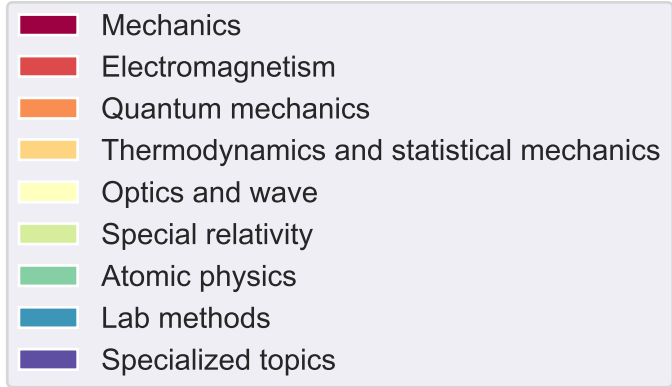 Mechanics
Electromagnetism
Quantum mechanics
Thermodynamics and statistical mechanics
Optics and wave
Special relativity
Atomic physics
Lab methods
Specialized topics